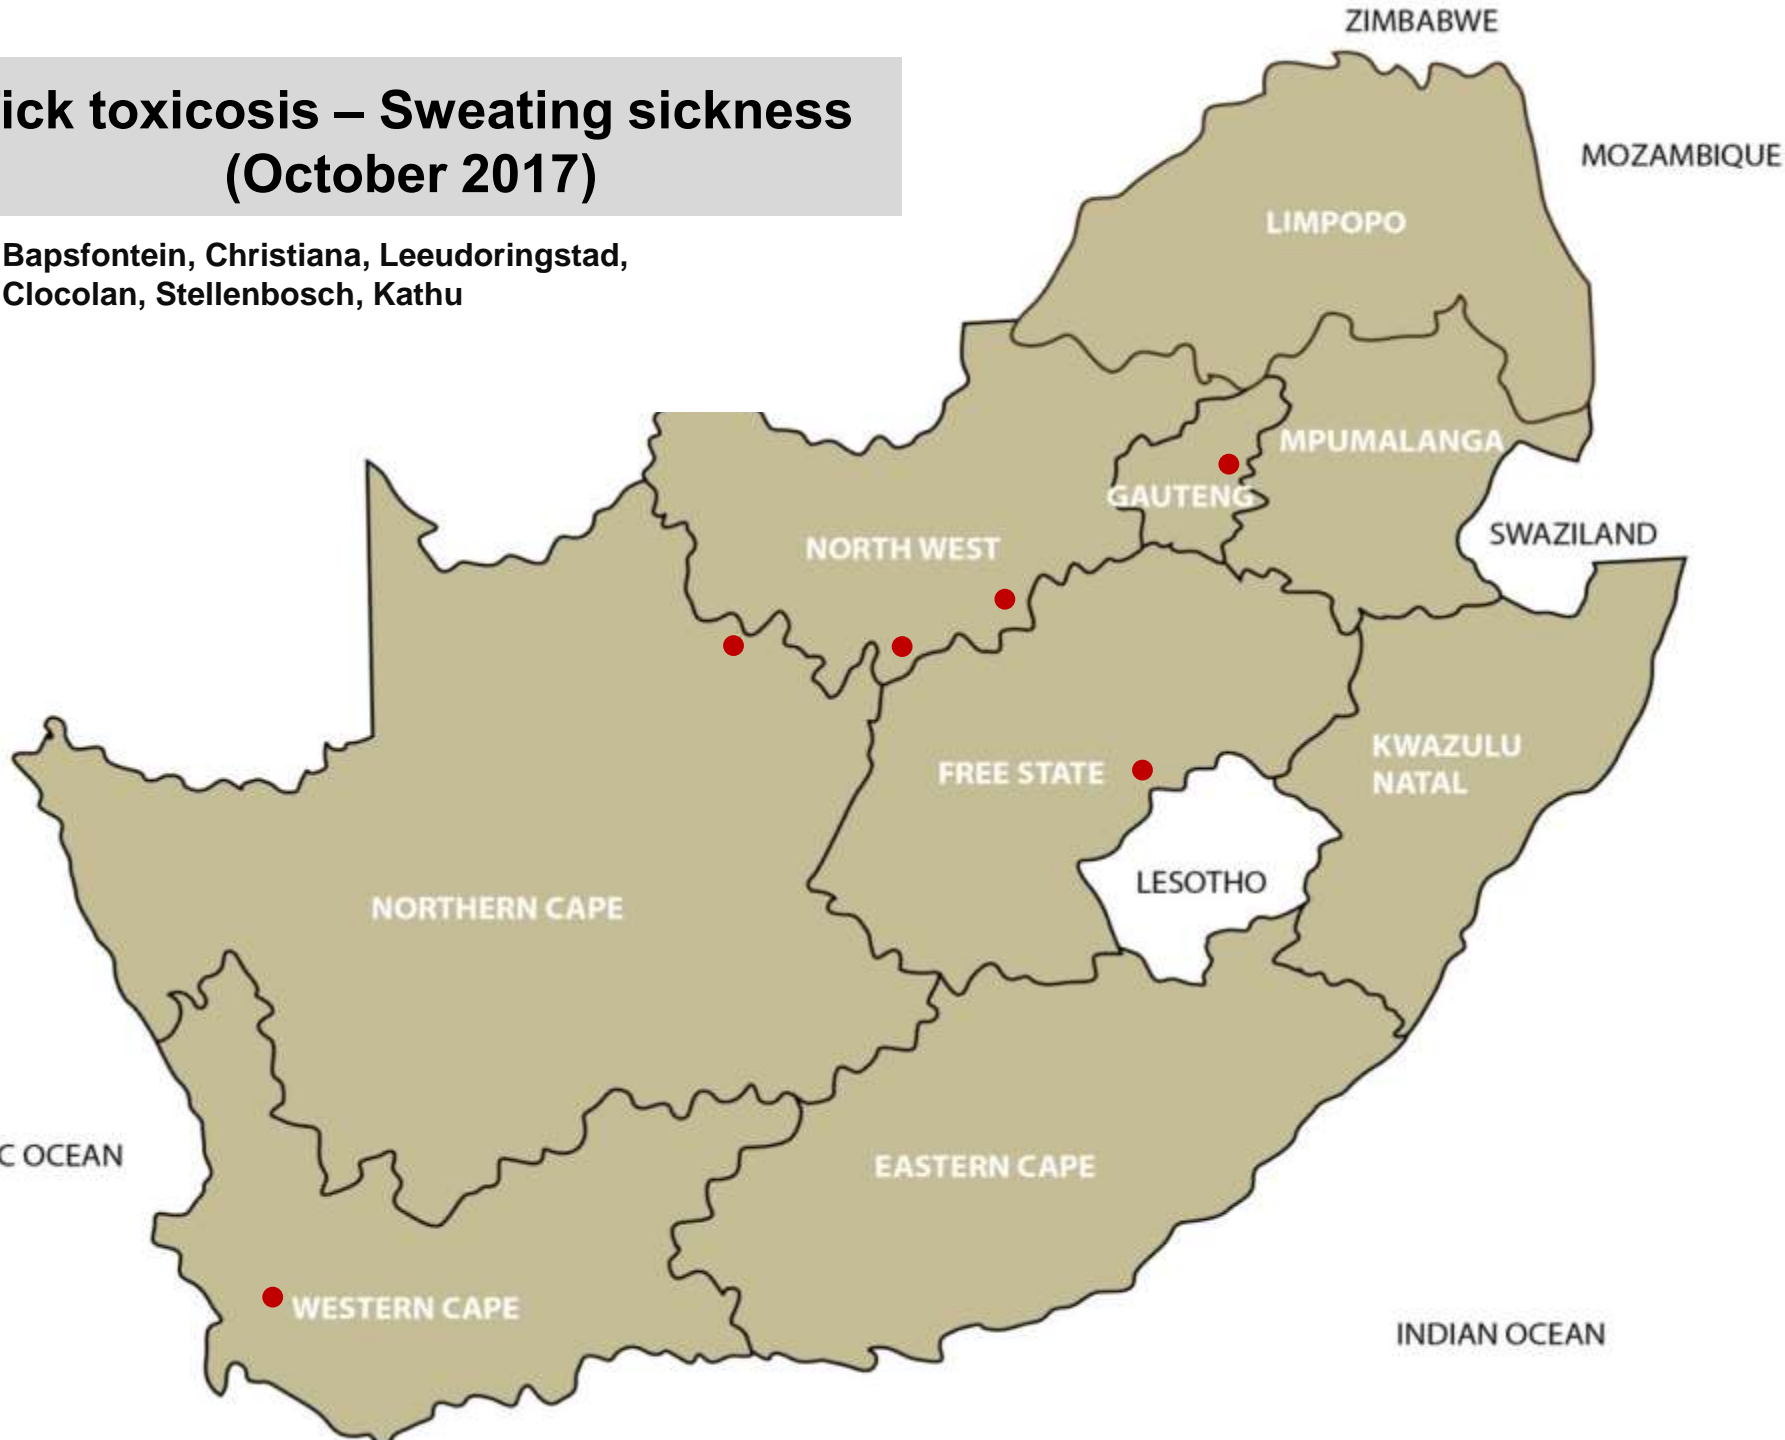 ick toxicosis – Sweating sickness
(October 2017)
Bapsfontein, Christiana, Leeudoringstad,
Clocolan, Stellenbosch, Kathu
ZIMBABWE
MOZAMBIQUE
LIMPOPO
MPUMALANGA
GAUTENG
SWAZILAND
NORTH WEST
KWAZULU
NATAL
FREE STATE
LESOTHO
NORTHERN CAPE
C OCEAN
EASTERN CAPE
WESTERN CAPE
INDIAN OCEAN